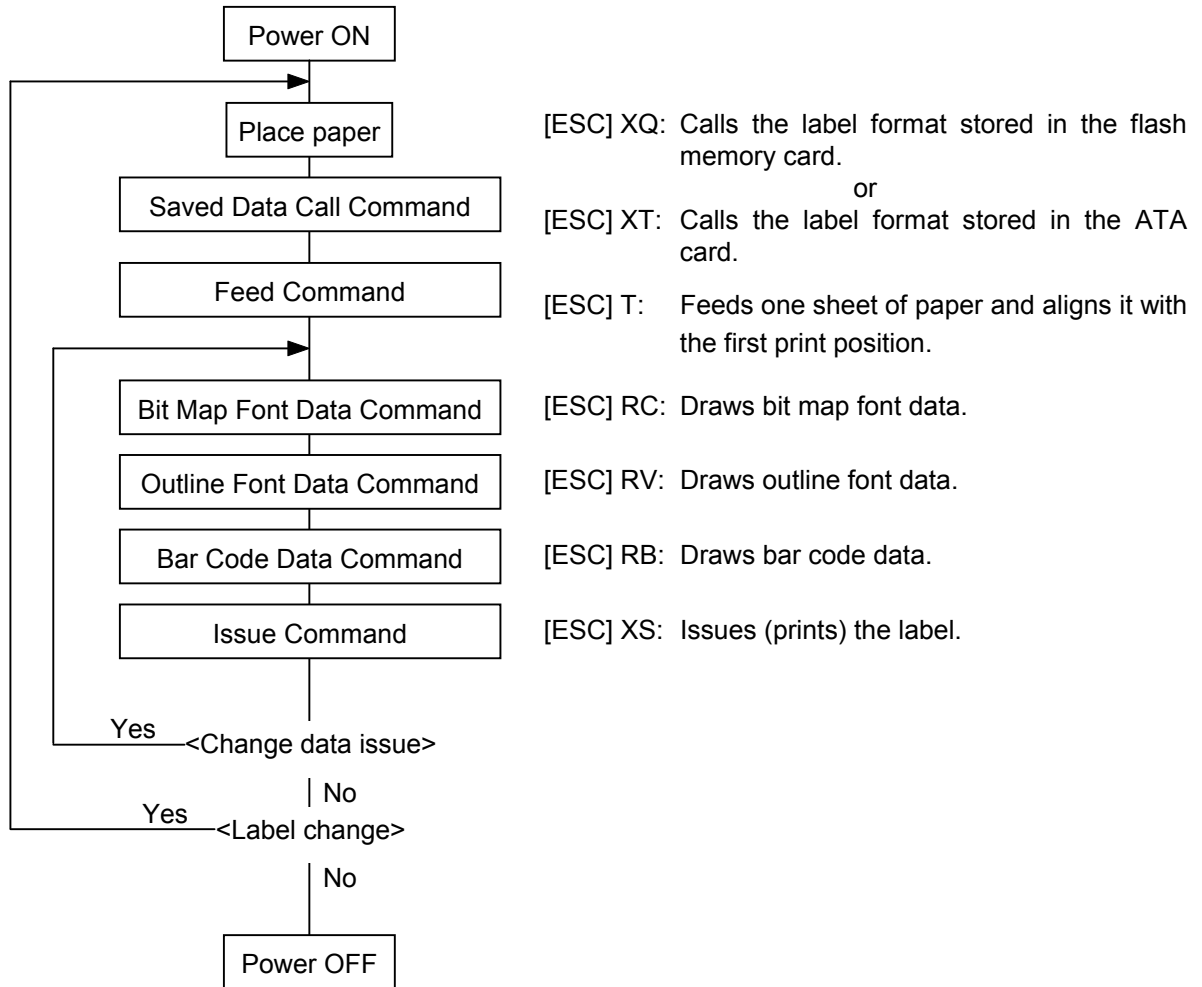 Power ON
Place paper
[ESC] XQ: Calls the label format stored in the flash
memory card.
or
Saved Data Call Command
[ESC] XT: Calls the label format stored in the ATA
card.
Feed Command
[ESC] T: Feeds one sheet of paper and aligns it with
the first print position.
Bit Map Font Data Command
[ESC] RC: Draws bit map font data.
Outline Font Data Command
[ESC] RV: Draws outline font data.
Bar Code Data Command
[ESC] RB: Draws bar code data.
Issue Command
[ESC] XS: Issues (prints) the label.
Yes
<Change data issue>
No
Yes
<Label change>
No
Power OFF